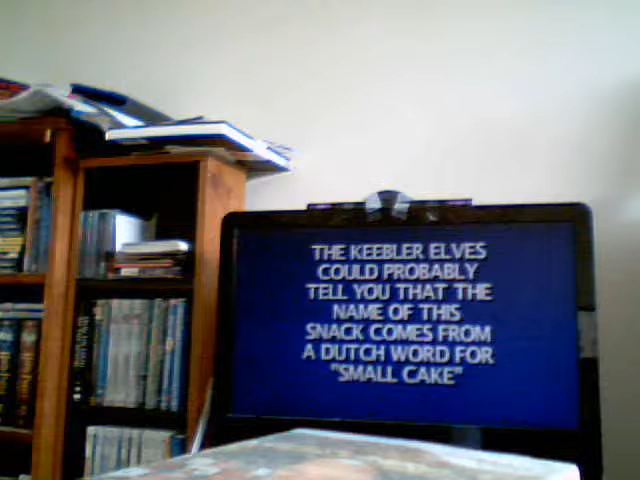 THE KEEBLER ELVES
COULD PROBABLY
TELL YOU THAT THE
NAME OF THIS
SNACK COMES FROM
A DUTCH WORD FOR
"SMALL CAKE"